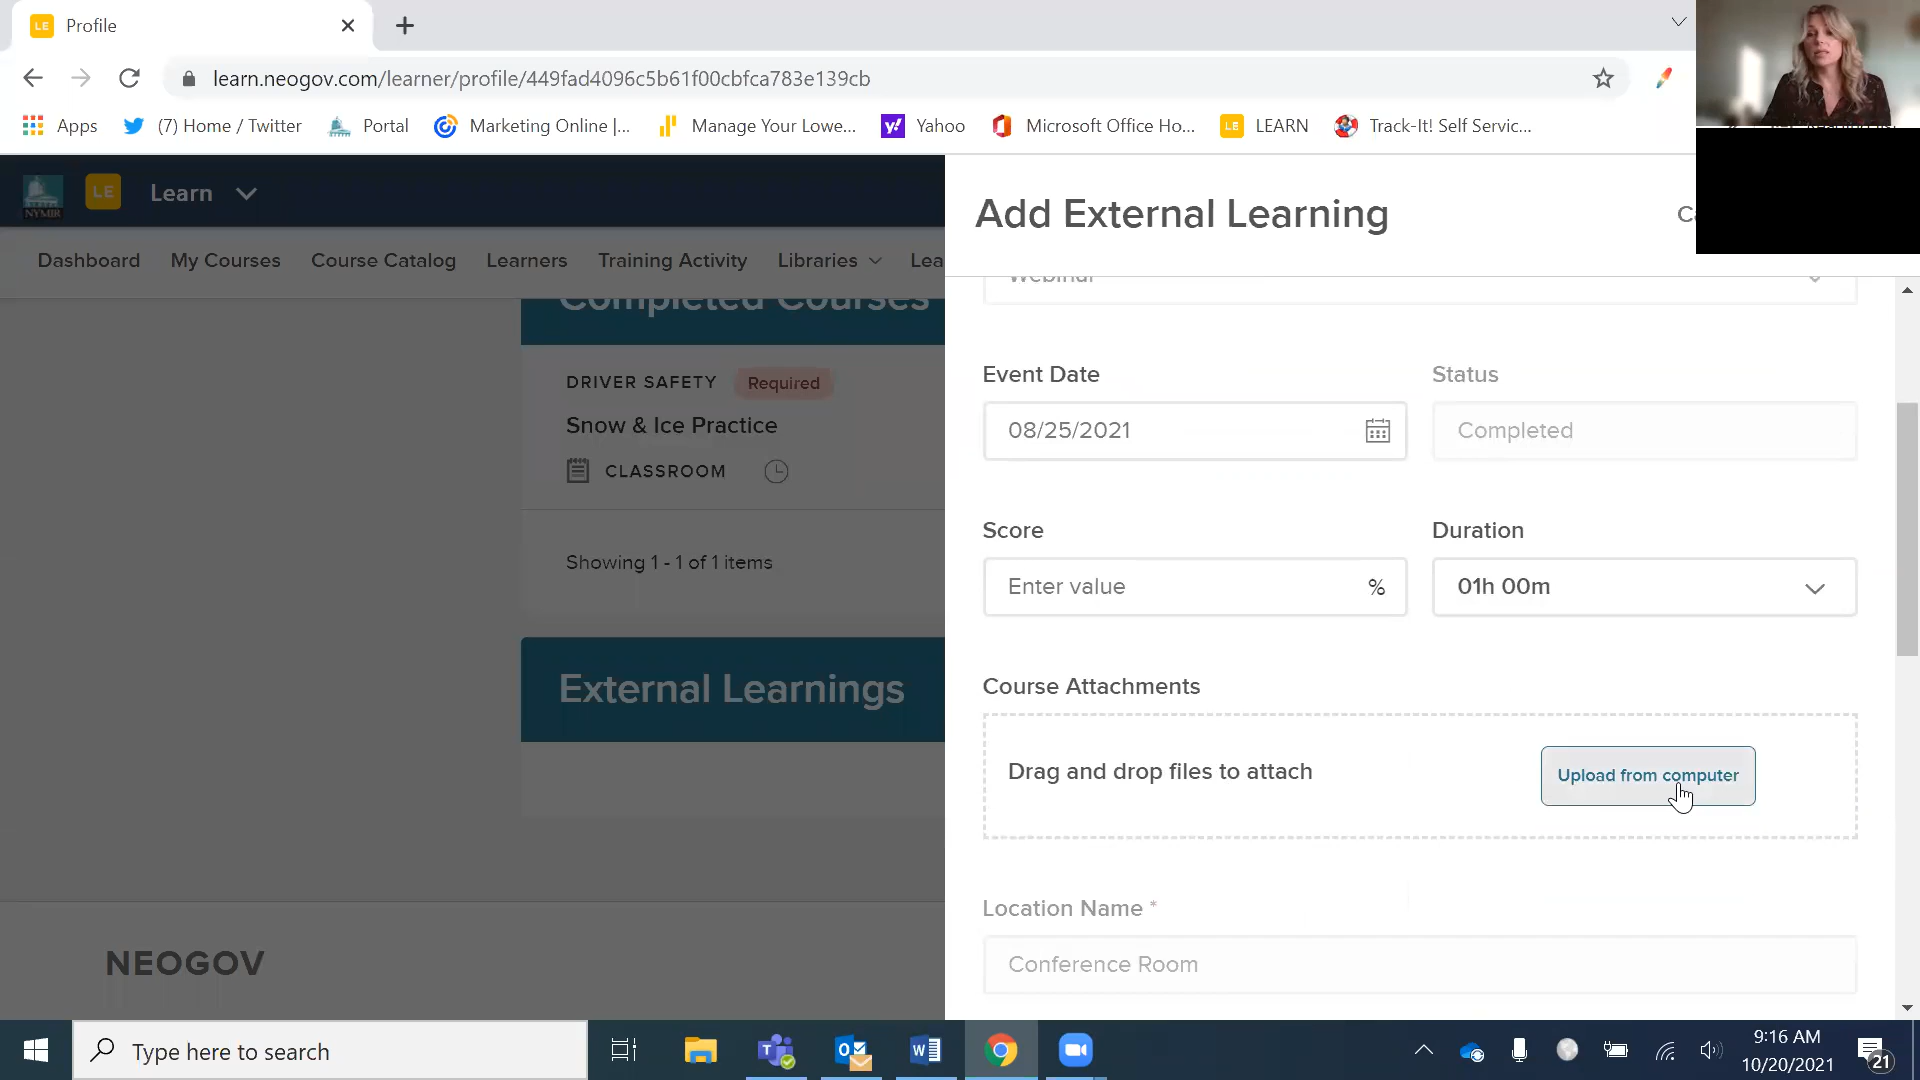 LE Profile
learn.neogov.com/learner/profile/449fad4096c5b61f00cbfca783e139cb
Apps (7) Home / Twitter Portal Marketing Online |... Manage Your Lowe... Yahoo Microsoft Office Ho... LE LEARN Track-It! Self Servic...
NYMIR LE Learn
Dashboard My Courses Course Catalog Learners Training Activity Libraries Lea
Completed Courses
DRIVER SAFETY Required
Snow & Ice Practice
CLASSROOM
Showing 1 - 1 of 1 items
External Learnings
NEOGOV
Add External Learning
Webinar
Event Date Status
08/25/2021 Completed
Score Duration
Enter value % 01h 00m
Course Attachments
Drag and drop files to attach Upload from computer
Location Name *
Conference Room
Type here to search
9:16 AM
10/20/2021
21